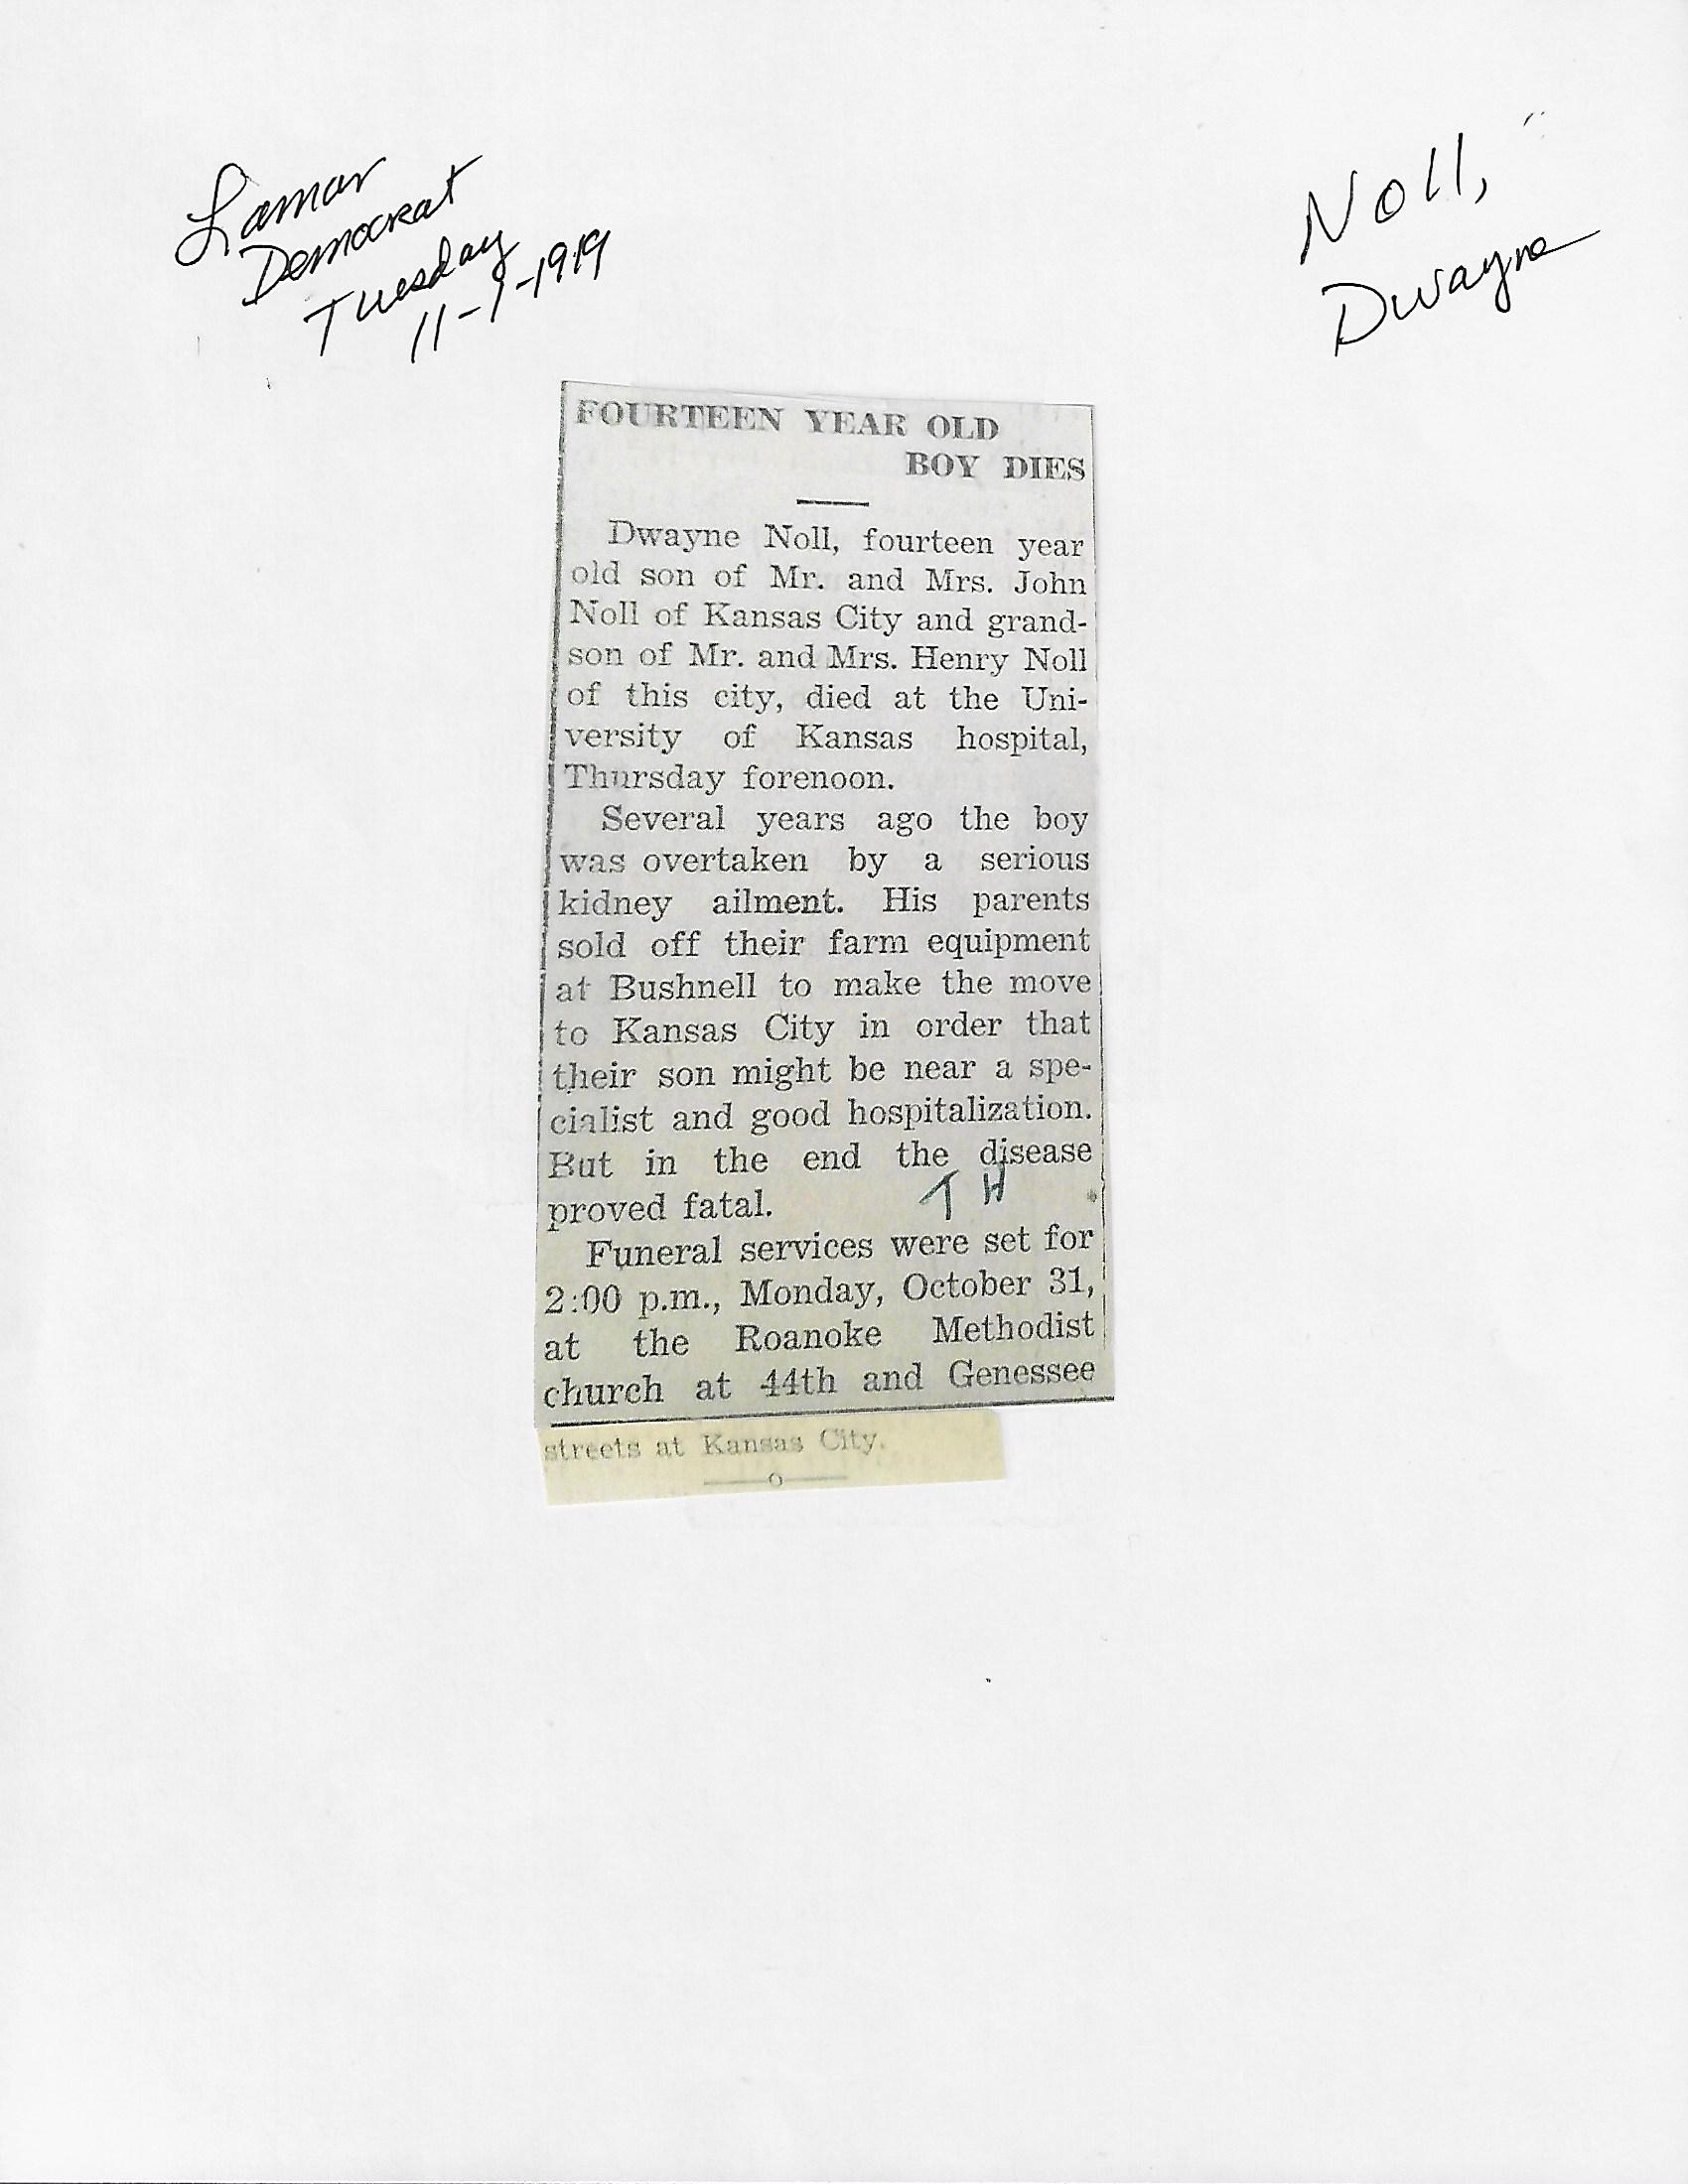 Lamar
Democrat
Tuesday
11-1-1949
Noll,
Dwayne
FOURTEEN YEAR OLD
BOY DIES
Dwayne Noll, fourteen year
old son of Mr. and Mrs. John
Noll of Kansas City and grand-
son of Mr. and Mrs. Henry Noll
of this city, died at the Uni-
versity of Kansas hospital,
Thursday forenoon.
Several years ago the boy
was overtaken by a serious
kidney ailment. His parents
sold off their farm equipment
at Bushnell to make the move
to Kansas City in order that
their son might be near a spe-
cialist and good hospitalization.
But in the end the disease
proved fatal.
TH
Funeral services were set for
2:00 p.m., Monday, October 31,
at the Roanoke Methodist
church at 44th and Genessee
streets at Kansas City.